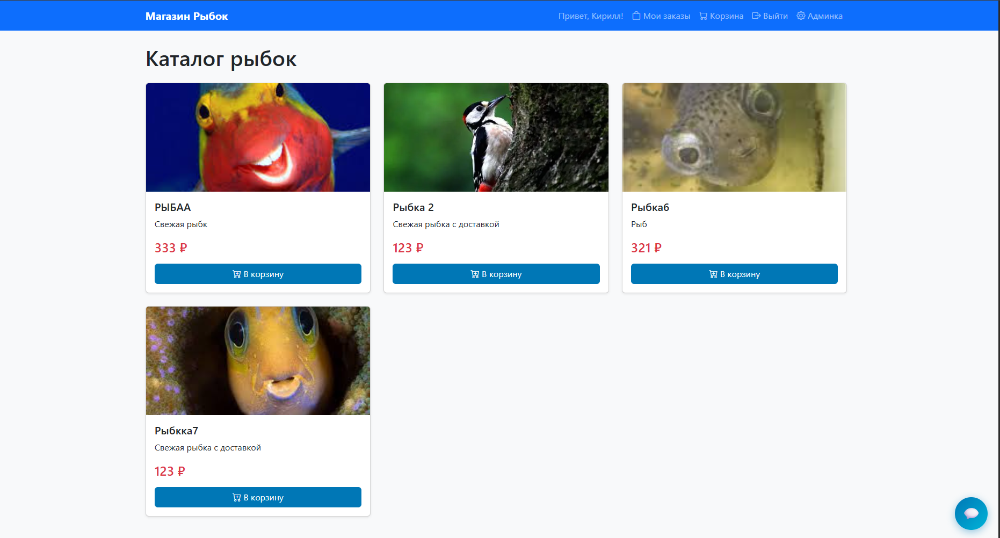 Магазин Рыбок
Привет, Кирилл! Мои заказы Корзина Выйти Админка
Каталог рыбок
РЫБАА
Свежая рыбк
333 ₽
В корзину
Рыбка 2
Свежая рыбка с доставкой
123 ₽
В корзину
Рыбка6
Рыб
321 ₽
В корзину
Рыбкка7
Свежая рыбка с доставкой
123 ₽
В корзину